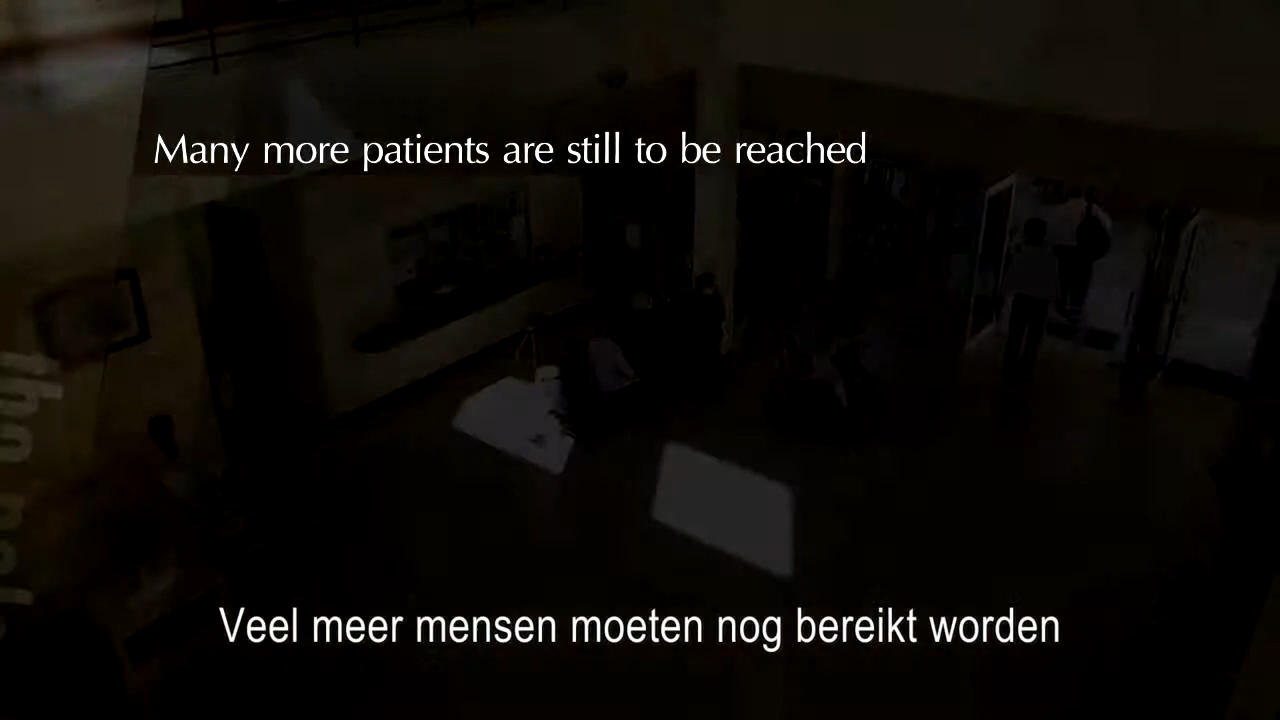 Many more patients are still to be reached
Veel meer mensen moeten nog bereikt worden